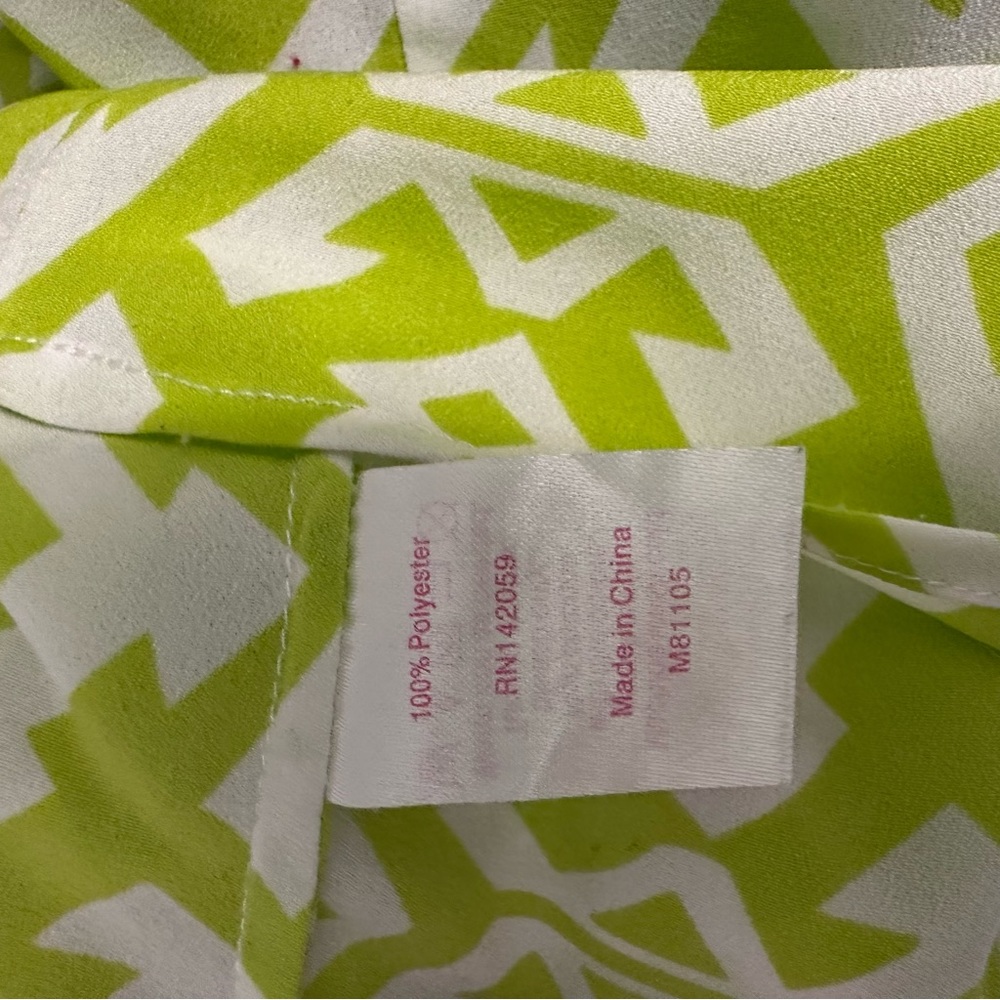 100% Polyester
RN142059
Made in China
M81105